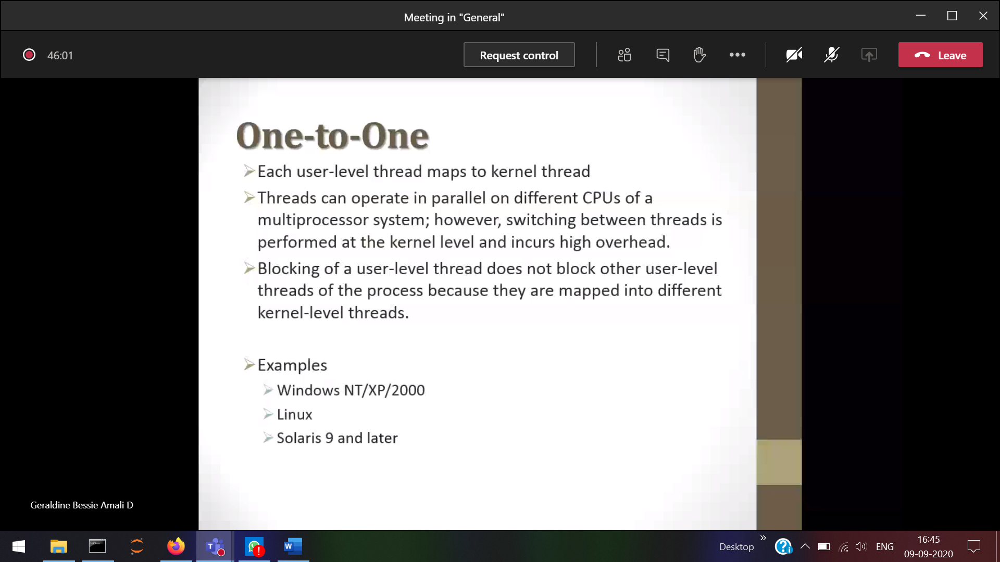 Meeting in "General"
46:01
Request control
Leave
One-to-One
Each user-level thread maps to kernel thread
Threads can operate in parallel on different CPUs of a
multiprocessor system; however, switching between threads is
performed at the kernel level and incurs high overhead.
Blocking of a user-level thread does not block other user-level
threads of the process because they are mapped into different
kernel-level threads.
Examples
Windows NT/XP/2000
Linux
Solaris 9 and later
Geraldine Bessie Amali D
Desktop
ENG
16:45
09-09-2020